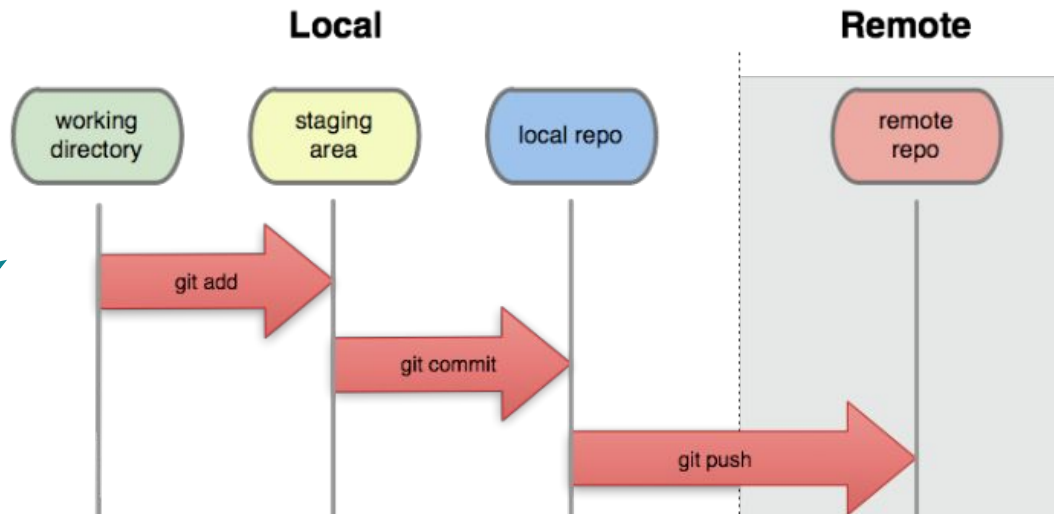 Local
Remote
working
directory
staging
area
local repo
remote
repo
git add
git commit
git push